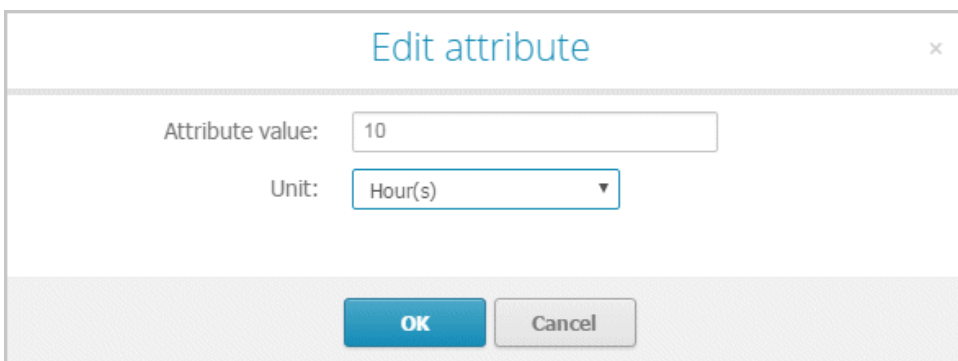 Edit attribute ×
Attribute value: 10
Unit: Hour(s)
OK Cancel